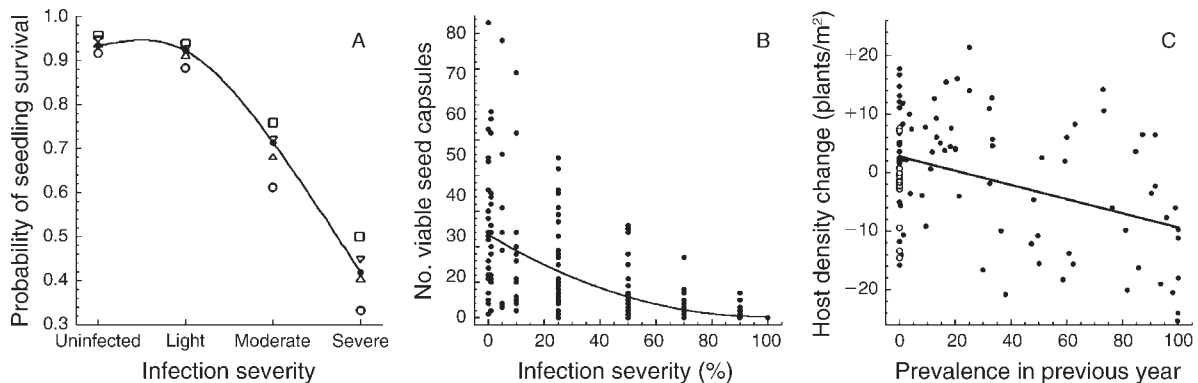 A
Probability of seedling survival
1.0
0.9
0.8
0.7
0.6
0.5
0.4
0.3
Uninfected Light Moderate Severe
Infection severity
B
No. viable seed capsules
80
70
60
50
40
30
20
10
0
0 20 40 60 80 100
Infection severity (%)
C
Host density change (plants/m²)
+20
+10
0
−10
−20
0 20 40 60 80 100
Prevalence in previous year